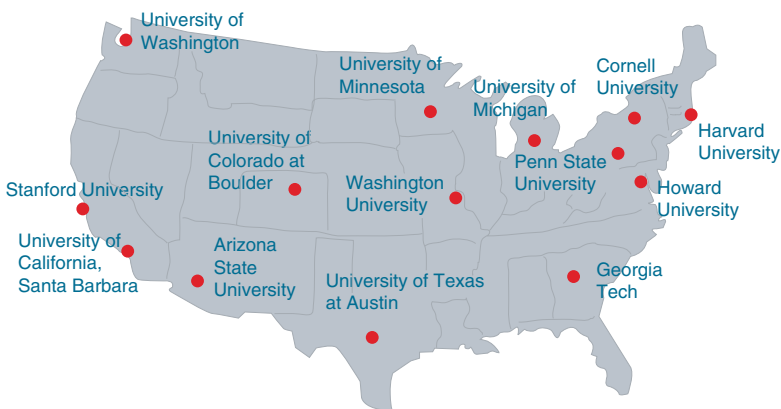 University of
Washington
University of
Minnesota
University of
Michigan
Cornell
University
Harvard
University
University of
Colorado at
Boulder
Penn State
University
Washington
University
Howard
University
Stanford University
University of
California,
Santa Barbara
Arizona
State
University
University of Texas
at Austin
Georgia
Tech